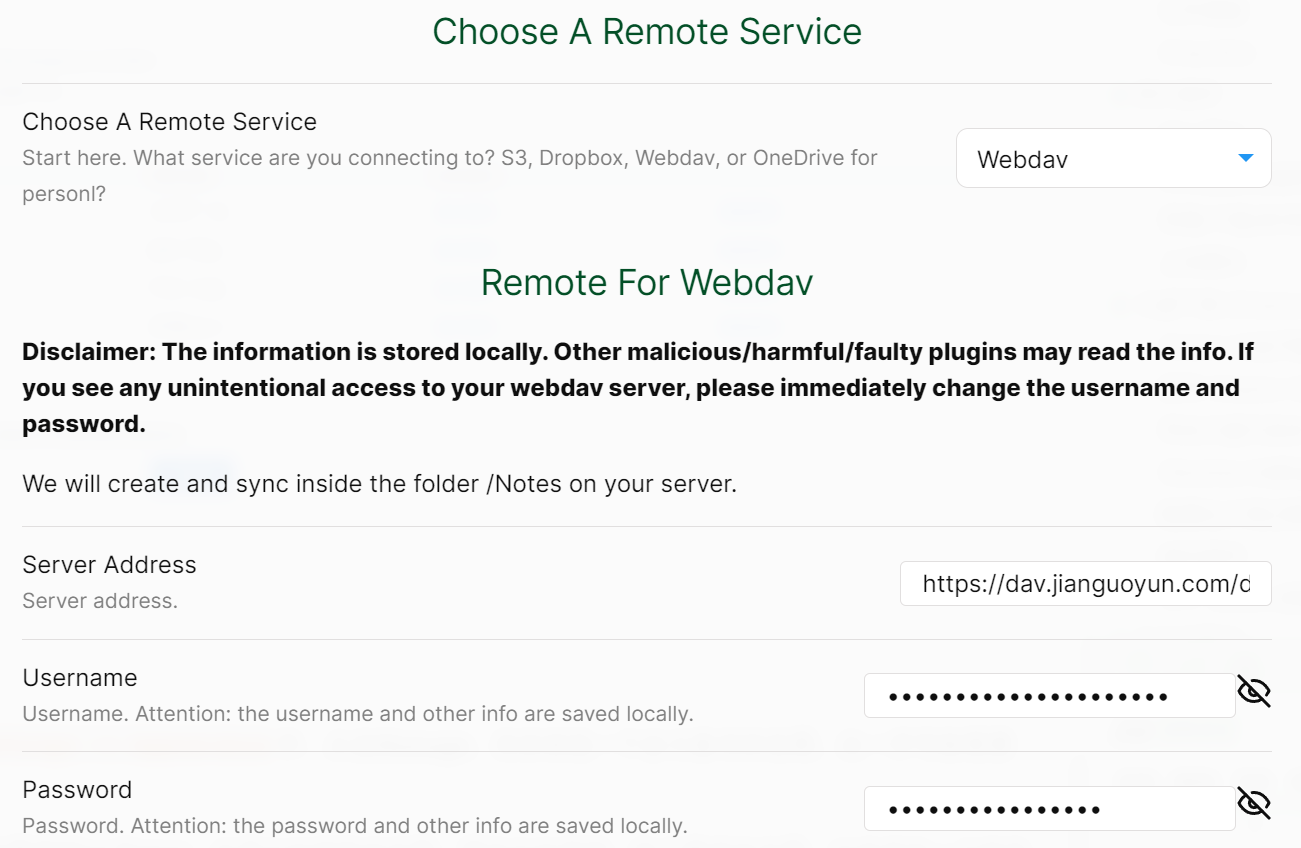 Choose A Remote Service
Choose A Remote Service
Start here. What service are you connecting to? S3, Dropbox, Webdav, or OneDrive for
personl?
Webdav
Remote For Webdav
Disclaimer: The information is stored locally. Other malicious/harmful/faulty plugins may read the info. If
you see any unintentional access to your webdav server, please immediately change the username and
password.
We will create and sync inside the folder /Notes on your server.
Server Address
Server address.
https://dav.jianguoyun.com/d
Username
Username. Attention: the username and other info are saved locally.
•••••••••••••••••••••
Password
Password. Attention: the password and other info are saved locally.
••••••••••••••••